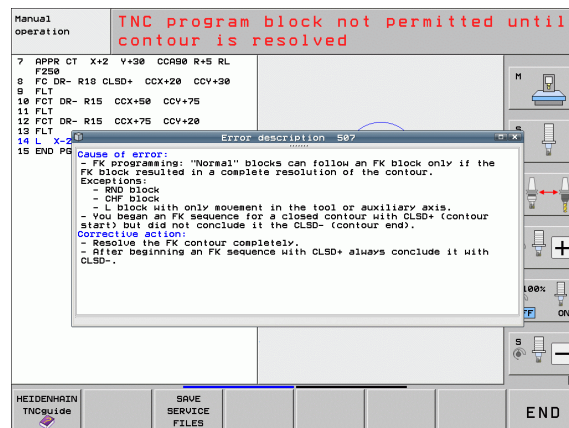 Manual
operation
TNC program block not permitted until
contour is resolved
7 APPR CT X+2 Y+30 CCA90 R+5 RL
F250
8 FC DR- R18 CLSD+ CCX+20 CCY+30
9 FLT
10 FCT DR- R15 CCX+50 CCY+75
11 FLT
12 FCT DR- R15 CCX+75 CCY+20
13 FLT
14 L X-2
15 END PG
Error description 507
Cause of error:
- FK programming: "Normal" blocks can follow an FK block only if the
FK block resulted in a complete resolution of the contour.
Exceptions:
- RND block
- CHF block
- L block with only movement in the tool or auxiliary axis.
- You began an FK sequence for a closed contour with CLSD+ (contour
start) but did not conclude it the CLSD- (contour end).
Corrective action:
- Resolve the FK contour completely.
- After beginning an FK sequence with CLSD+ always conclude it with
CLSD-.
M
S
100%
FF ON
S
HEIDENHAIN
TNCguide
SAVE
SERVICE
FILES
END